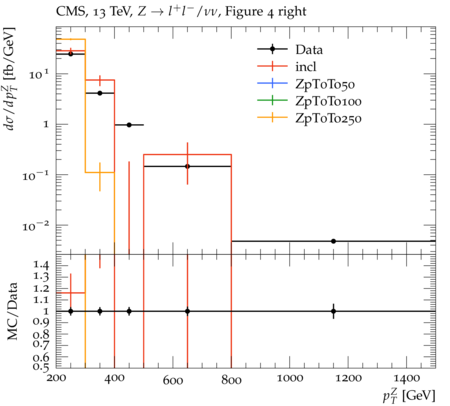 CMS, 13 TeV, Z → l⁺l⁻/νν, Figure 4 right
dσ/dp_T^Z [fb/GeV]
Data
incl
ZpToTo50
ZpToTo100
ZpToTo250
10¹
1
10⁻¹
10⁻²
MC/Data
1.4
1.3
1.2
1.1
1
0.9
0.8
0.7
0.6
0.5
200 400 600 800 1000 1200 1400
p_T^Z [GeV]